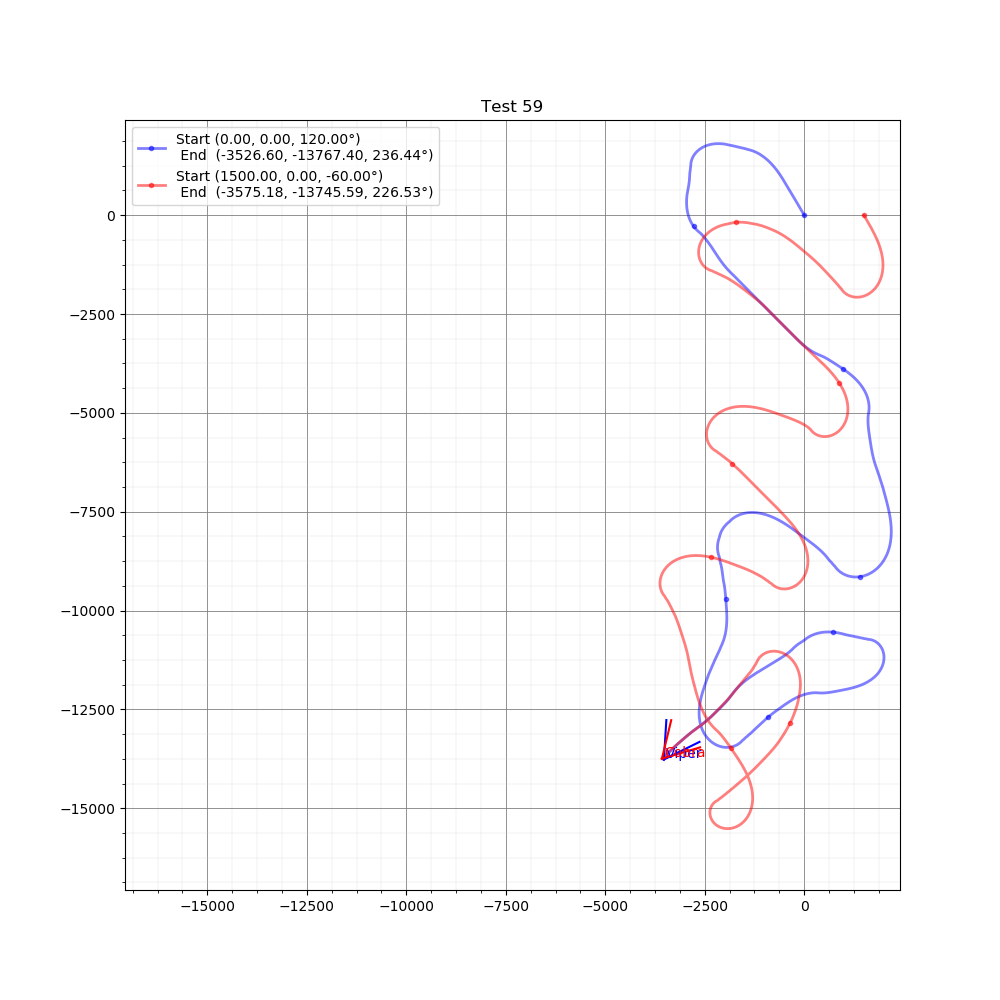 Test 59
Start (0.00, 0.00, 120.00°)
End  (-3526.60, -13767.40, 236.44°)
Start (1500.00, 0.00, -60.00°)
End  (-3575.18, -13745.59, 226.53°)
0
−2500
−5000
−7500
−10000
−12500
−15000
Viper
−15000 −12500 −10000 −7500 −5000 −2500 0